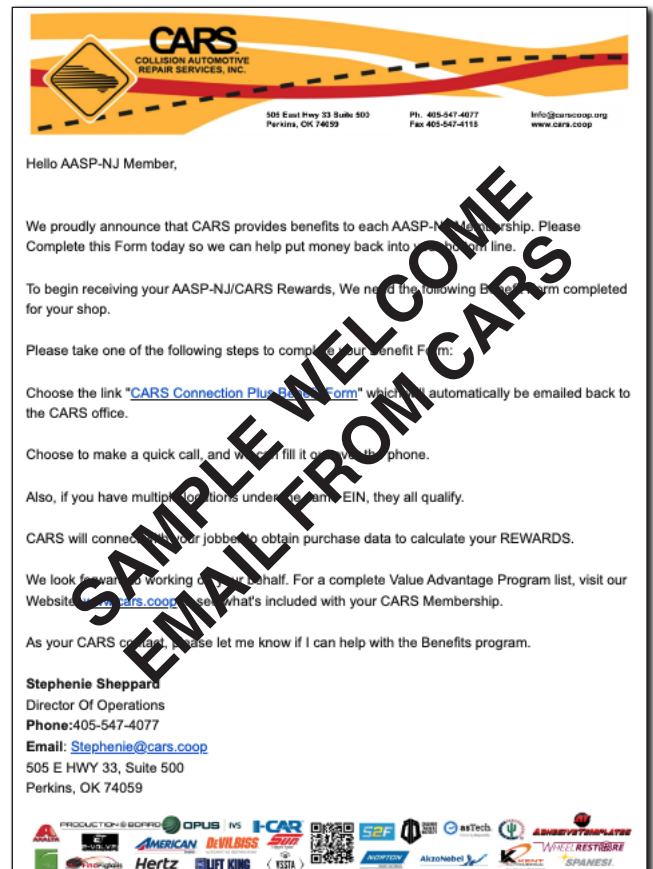 CARS
COLLISION AUTOMOTIVE
REPAIR SERVICES, INC.
505 East Hwy 33 Suite 500 Ph. 405-547-4077 Info@carscoop.org
Perkins, OK 74059 Fax 405-547-4115 www.cars.coop
Hello AASP-NJ Member,
We proudly announce that CARS provides benefits to each AASP-NJ Membership. Please
Complete this Form today so we can help put money back into your bottom line.
To begin receiving your AASP-NJ/CARS Rewards, We need the following Benefit Form completed
for your shop.
Please take one of the following steps to complete your Benefit Form:
Choose the link "CARS Connection Plus Benefit Form" which will automatically be emailed back to
the CARS office.
Choose to make a quick call, and we can fill it out over the phone.
Also, if you have multiple locations under the same EIN, they all qualify.
CARS will connect with your jobber to obtain purchase data to calculate your REWARDS.
We look forward to working on your behalf. For a complete Value Advantage Program list, visit our
Website www.cars.coop to see what's included with your CARS Membership.
As your CARS contact, please let me know if I can help with the Benefits program.
SAMPLE WELCOME
EMAIL FROM CARS
Stephenie Sheppard
Director Of Operations
Phone:405-547-4077
Email: Stephenie@cars.coop
505 E HWY 33, Suite 500
Perkins, OK 74059
AXALTA PRODUCTION BOARD OPUS IVS I-CAR S2F asTech ADHESIVE TEMPLATES
AMERICAN DEVILBISS SUN WHEEL RESTORE
FinalPigtails Hertz LIFT KING VSSTA NORTON AkzoNobel KENT SPANESI.